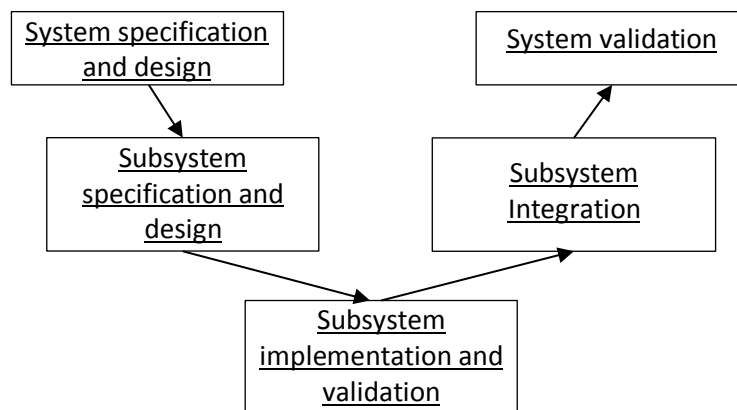 System specification
and design
System validation
Subsystem
specification and
design
Subsystem
Integration
Subsystem
implementation and
validation